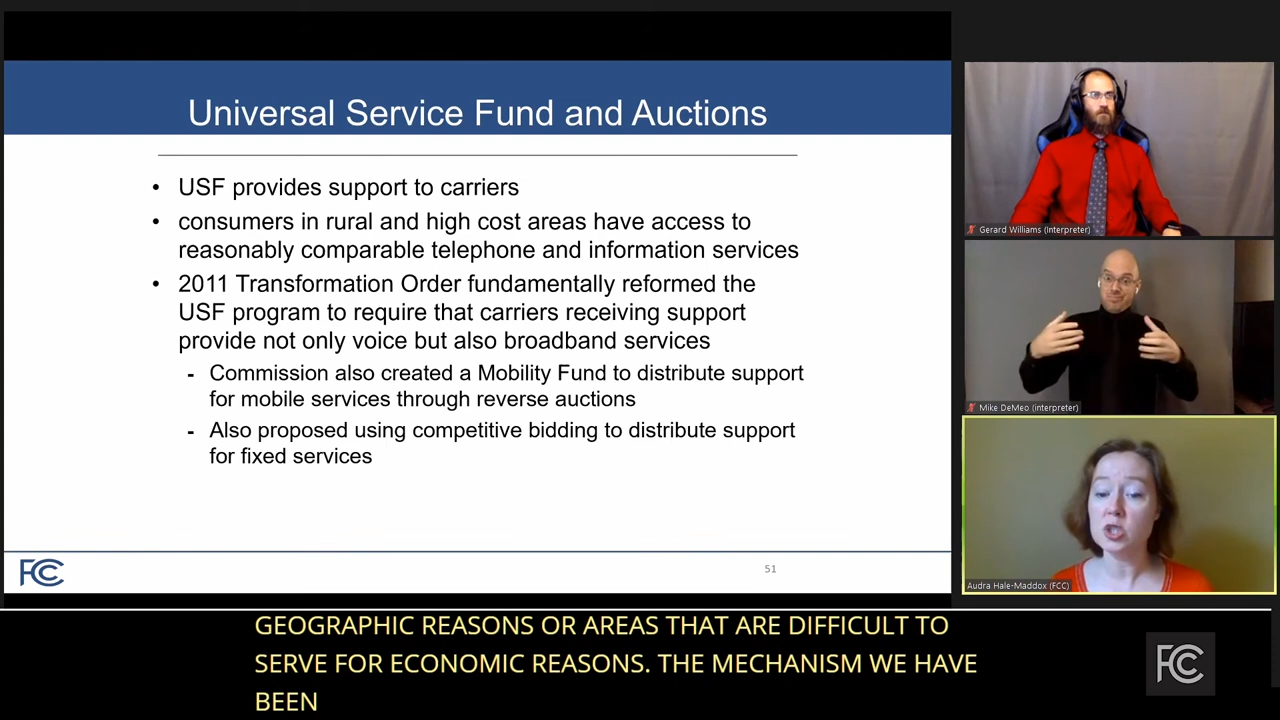 Universal Service Fund and Auctions
• USF provides support to carriers
• consumers in rural and high cost areas have access to
reasonably comparable telephone and information services
• 2011 Transformation Order fundamentally reformed the
USF program to require that carriers receiving support
provide not only voice but also broadband services
- Commission also created a Mobility Fund to distribute support
for mobile services through reverse auctions
- Also proposed using competitive bidding to distribute support
for fixed services
FCC
51
Gerard Williams (Interpreter)
Mike DeMeo (interpreter)
Audra Hale-Maddox (FCC)
GEOGRAPHIC REASONS OR AREAS THAT ARE DIFFICULT TO
SERVE FOR ECONOMIC REASONS. THE MECHANISM WE HAVE
BEEN
FCC